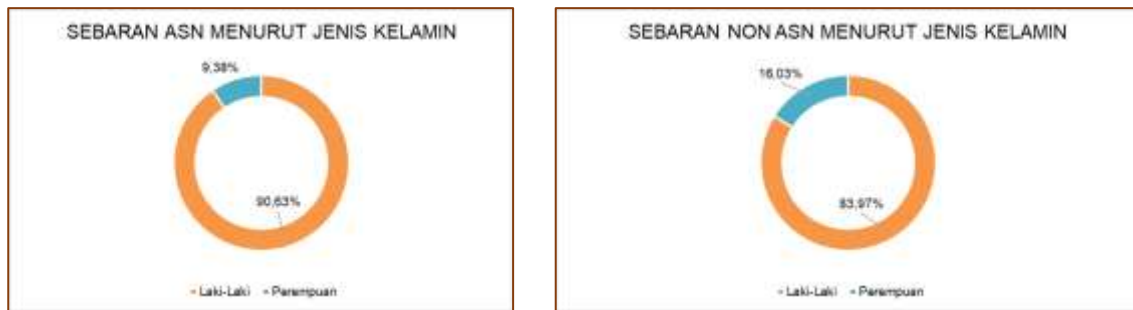 SEBARAN ASN MENURUT JENIS KELAMIN
9,38%
90,63%
Laki-Laki Perempuan
SEBARAN NON ASN MENURUT JENIS KELAMIN
16,03%
83,97%
Laki-Laki Perempuan